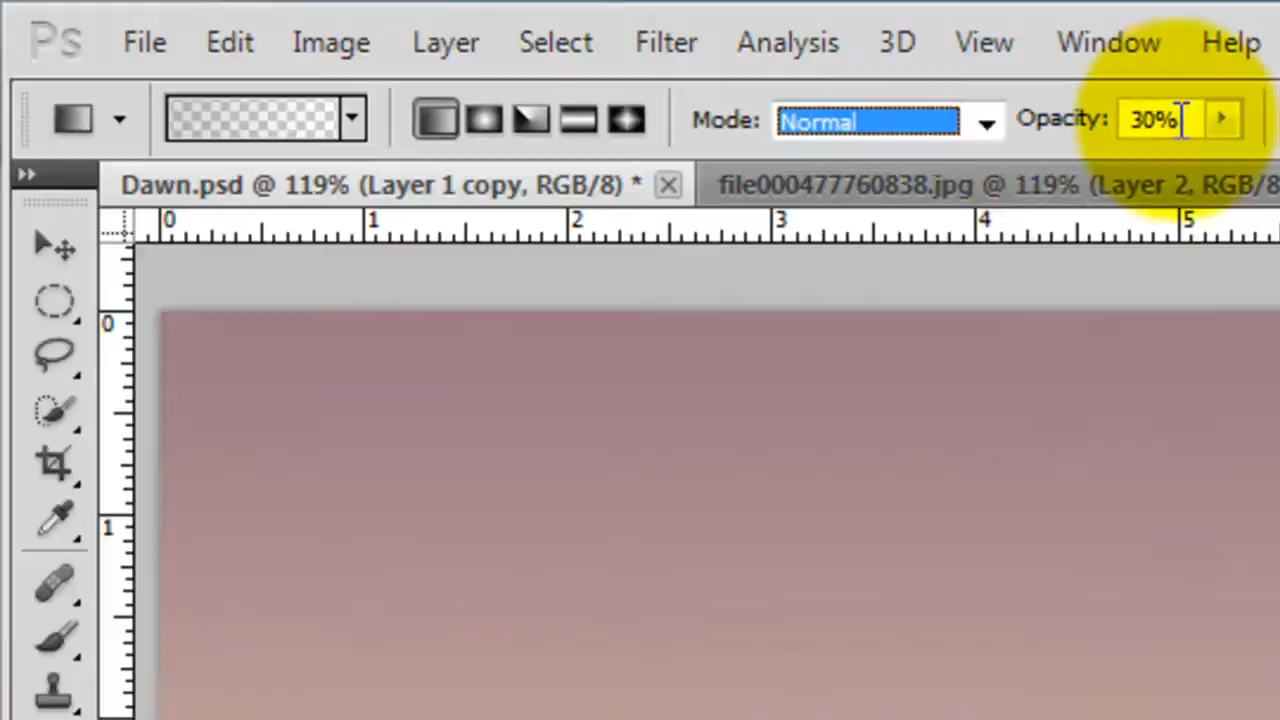 Ps File Edit Image Layer Select Filter Analysis 3D View Window Help
Mode: Normal Opacity: 30%
Dawn.psd @ 119% (Layer 1 copy, RGB/8) * file000477760838.jpg @ 119% (Layer 2, RGB/8
0 1 2 3 4 5
0
1